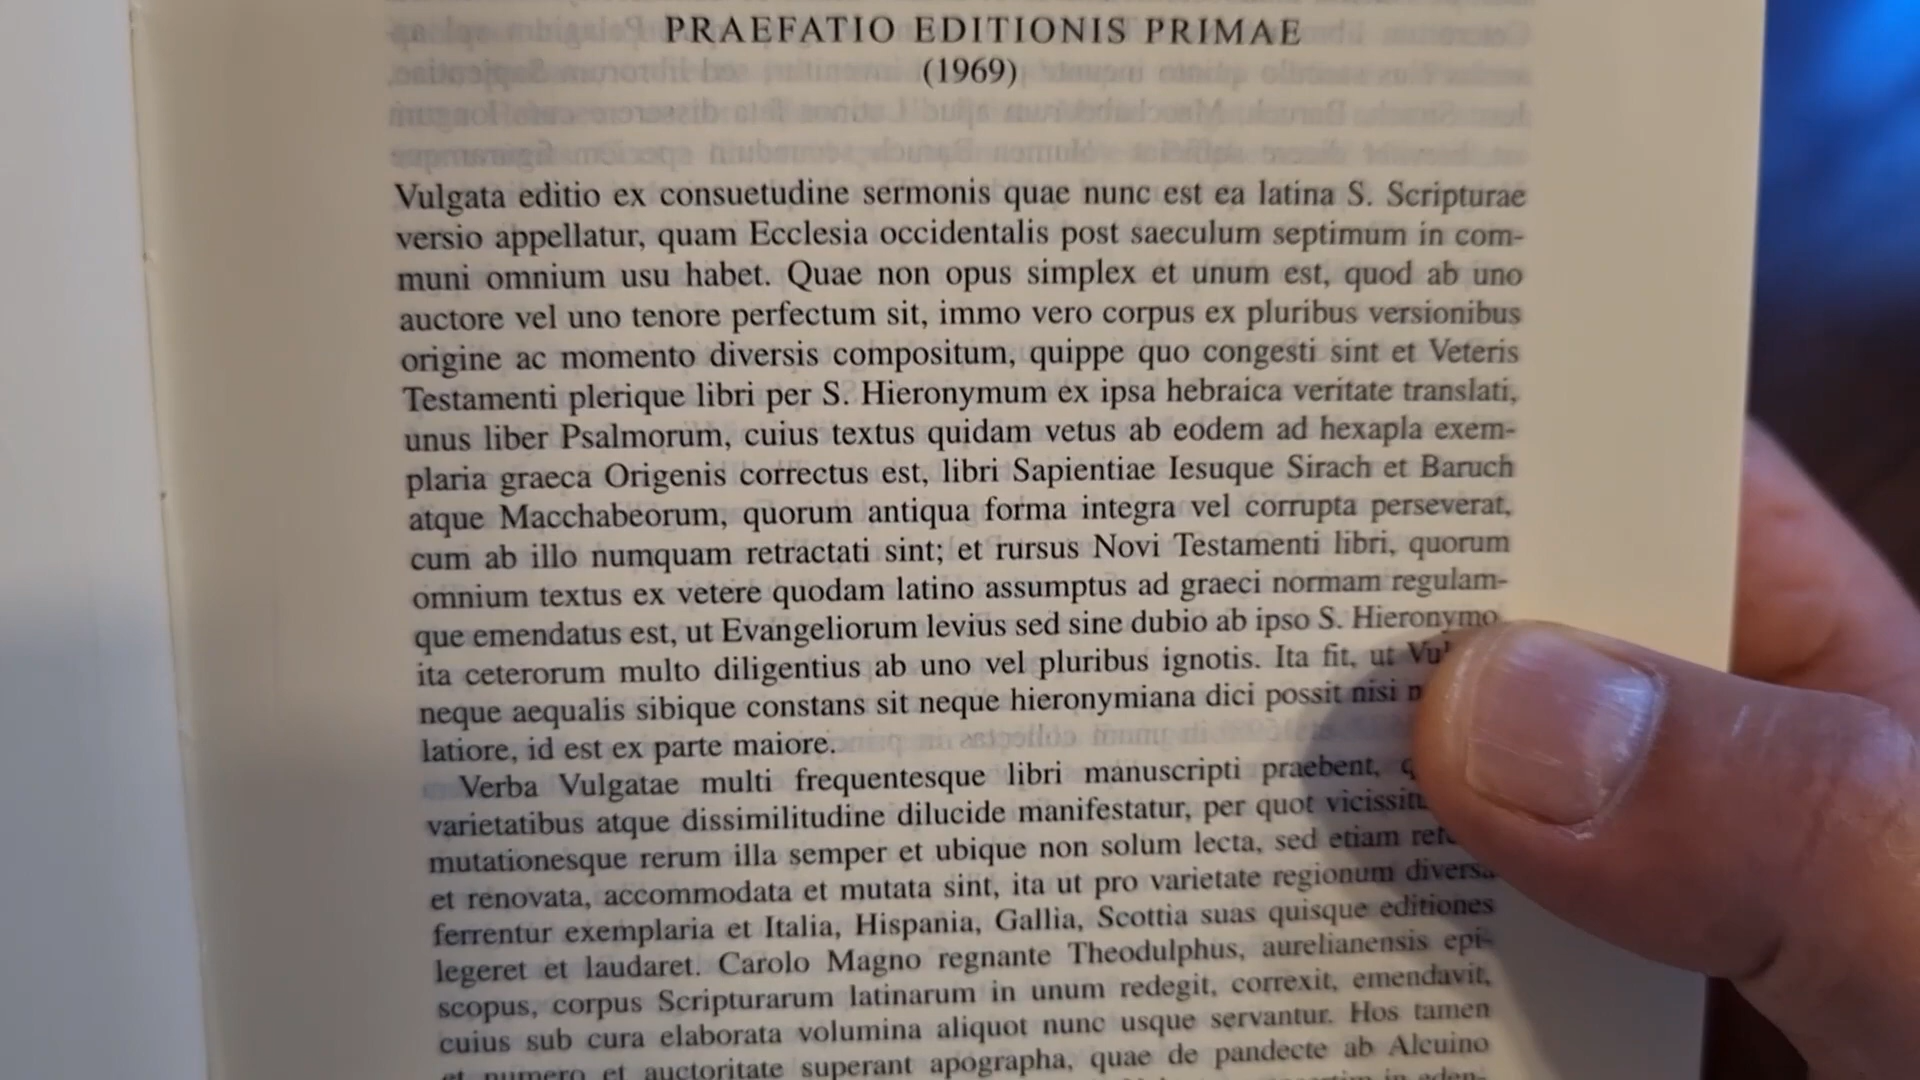 PRAEFATIO EDITIONIS PRIMAE
(1969)
Vulgata editio ex consuetudine sermonis quae nunc est ea latina S. Scripturae
versio appellatur, quam Ecclesia occidentalis post saeculum septimum in com-
muni omnium usu habet. Quae non opus simplex et unum est, quod ab uno
auctore vel uno tenore perfectum sit, immo vero corpus ex pluribus versionibus
origine ac momento diversis compositum, quippe quo congesti sint et Veteris
Testamenti plerique libri per S. Hieronymum ex ipsa hebraica veritate translati,
unus liber Psalmorum, cuius textus quidam vetus ab eodem ad hexapla exem-
plaria graeca Origenis correctus est, libri Sapientiae Iesuque Sirach et Baruch
atque Macchabeorum, quorum antiqua forma integra vel corrupta perseverat,
cum ab illo numquam retractati sint; et rursus Novi Testamenti libri, quorum
omnium textus ex vetere quodam latino assumptus ad graeci normam regulam-
que emendatus est, ut Evangeliorum levius sed sine dubio ab ipso S. Hieronymo
ita ceterorum multo diligentius ab uno vel pluribus ignotis. Ita fit, ut
neque aequalis sibique constans sit neque hieronymiana dici possit nisi
latiore, id est ex parte maiore.
Verba Vulgatae multi frequentesque libri manuscripti praebent,
varietatibus atque dissimilitudine dilucide manifestatur, per quot
mutationesque rerum illa semper et ubique non solum lecta, sed etiam
et renovata, accommodata et mutata sint, ita ut pro varietate regionum diversa
ferrentur exemplaria et Italia, Hispania, Gallia, Scottia suas quisque editiones
legeret et laudaret. Carolo Magno regnante Theodulphus, aurelianensis epi-
scopus, corpus Scripturarum latinarum in unum redegit, correxit, emendavit,
cuius sub cura elaborata volumina aliquot nunc usque servantur. Hos tamen
et numero et auctoritate superant apographa, quae de pandecte ab Alcuino